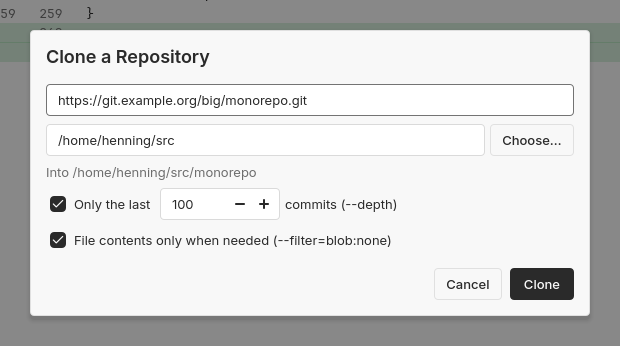 59 259 }
Clone a Repository
https://git.example.org/big/monorepo.git
/home/henning/src Choose...
Into /home/henning/src/monorepo
Only the last 100 commits (--depth)
File contents only when needed (--filter=blob:none)
Cancel Clone